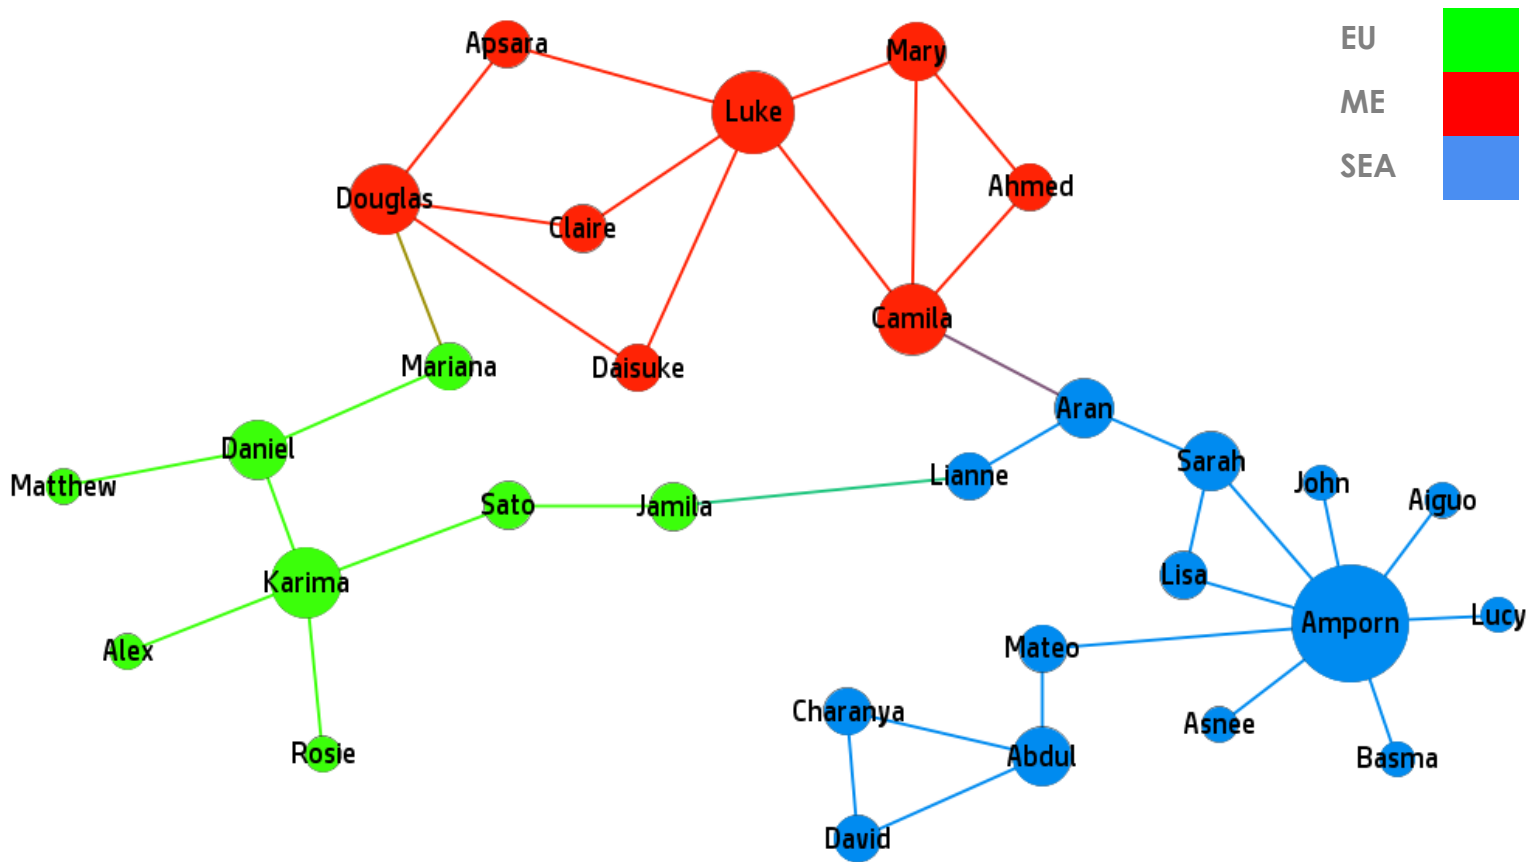 EU
ME
SEA
Apsara
Mary
Luke
Ahmed
Douglas
Claire
Camila
Mariana
Daisuke
Aran
Daniel
Sarah
Matthew
Lianne
John
Aiguo
Sato
Jamila
Karima
Lisa
Lucy
Amporn
Alex
Mateo
Charanya
Asnee
Rosie
Abdul
Basma
David